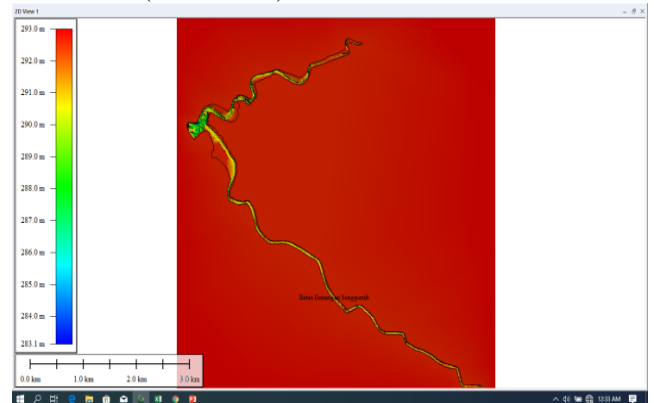 2D View 1
293.0 m
292.0 m
291.0 m
290.0 m
289.0 m
288.0 m
287.0 m
286.0 m
285.0 m
284.0 m
283.1 m
Batas Genangan Sengguruh
0.0 km 1.0 km 2.0 km 3.0 km
12:33 AM